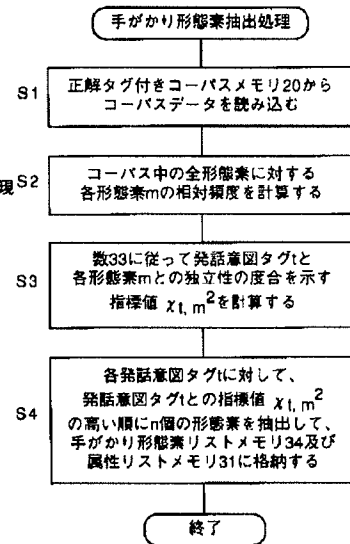 手がかり形態素抽出処理
S1
正解タグ付きコーパスメモリ20から
コーパスデータを読み込む
現
S2
コーパス中の全形態素に対する
各形態素mの相対頻度を計算する
S3
数33に従って発話意図タグtと
各形態素mとの独立性の度合を示す
指標値 χt, m²を計算する
S4
各発話意図タグtに対して、
発話意図タグtとの指標値 χt, m²
の高い順にn個の形態素を抽出して、
手がかり形態素リストメモリ34及び
属性リストメモリ31に格納する
終了